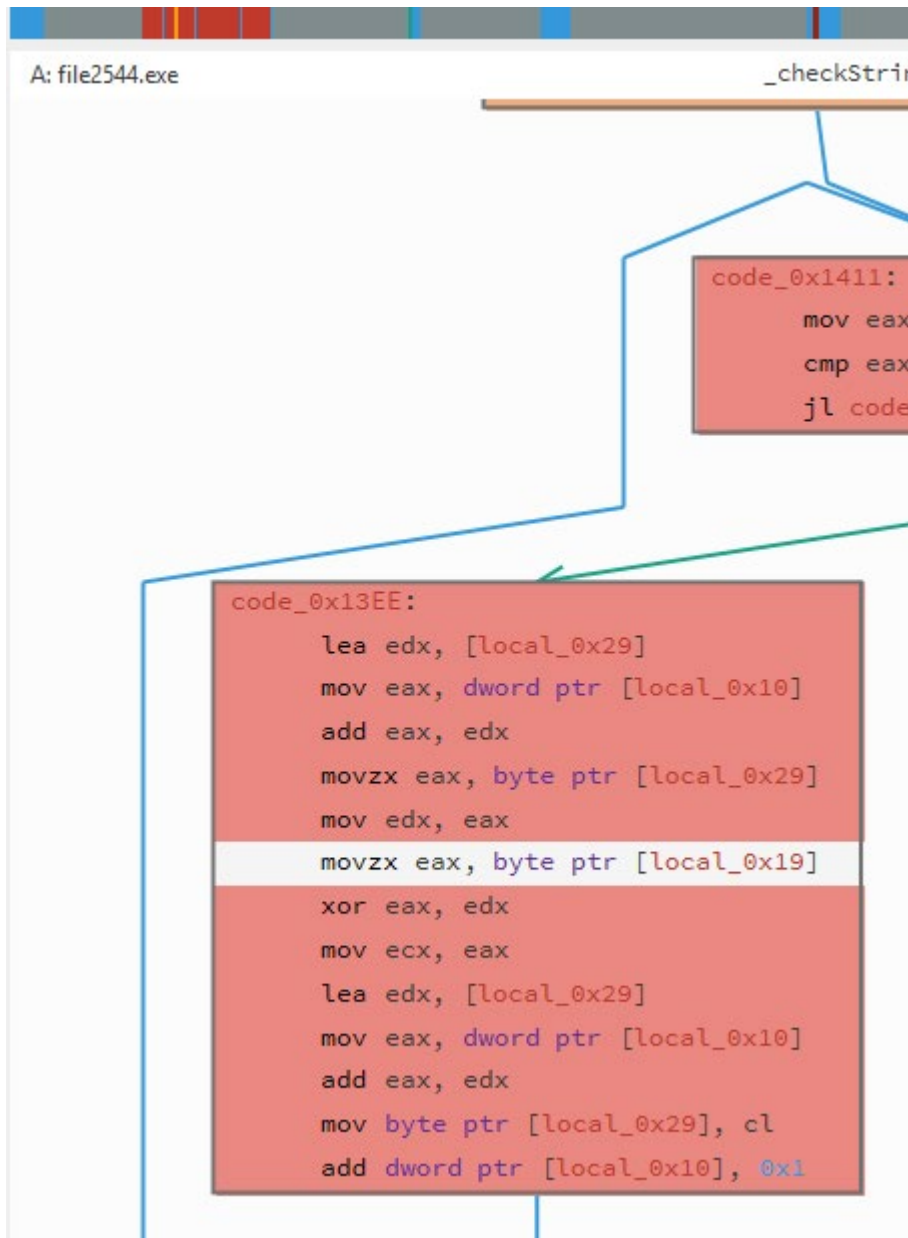 A: file2544.exe
_checkStrin
code_0x1411:
mov eax
cmp eax
jl code
code_0x13EE:
lea edx, [local_0x29]
mov eax, dword ptr [local_0x10]
add eax, edx
movzx eax, byte ptr [local_0x29]
mov edx, eax
movzx eax, byte ptr [local_0x19]
xor eax, edx
mov ecx, eax
lea edx, [local_0x29]
mov eax, dword ptr [local_0x10]
add eax, edx
mov byte ptr [local_0x29], cl
add dword ptr [local_0x10], 0x1